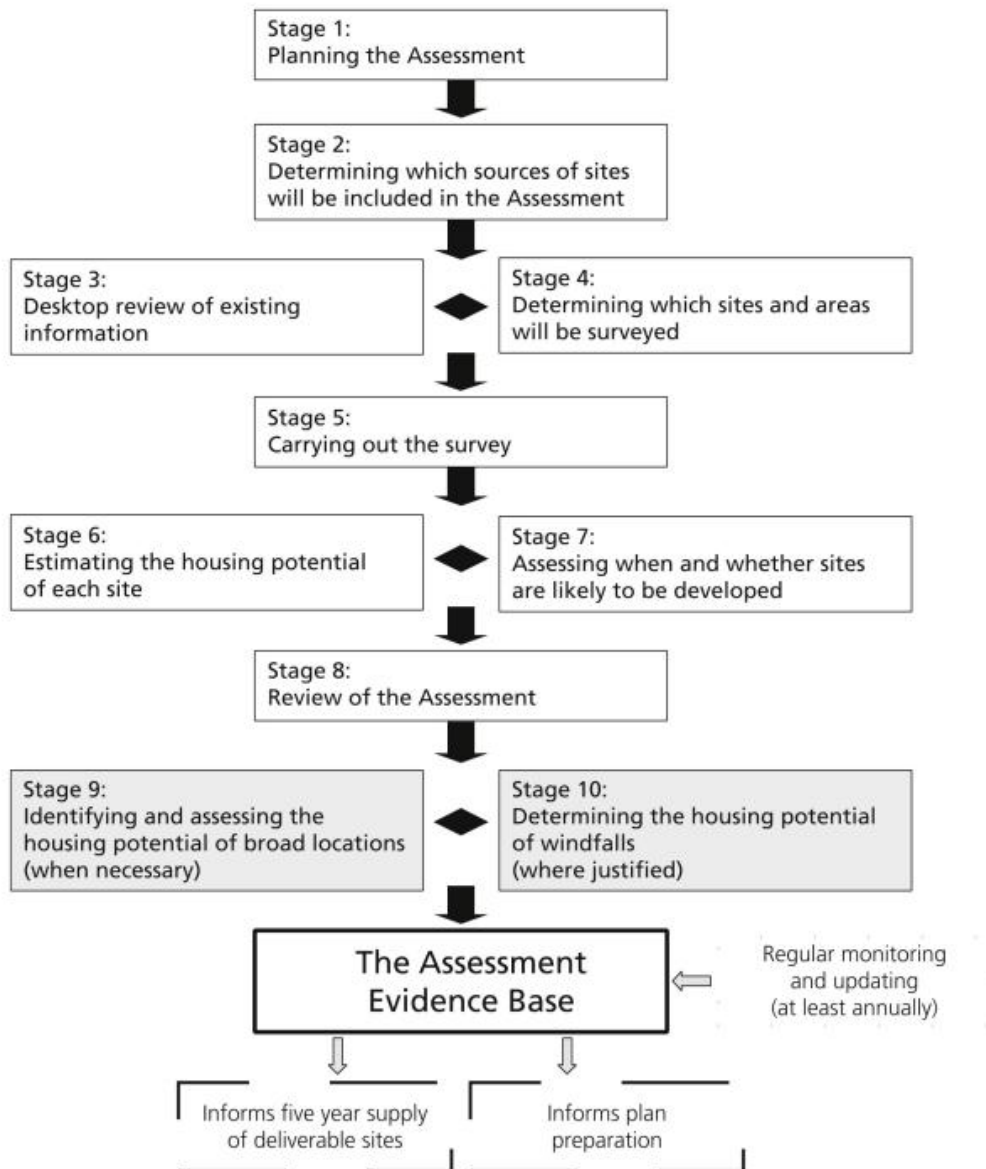 Stage 1:
Planning the Assessment
Stage 2:
Determining which sources of sites
will be included in the Assessment
Stage 3:
Desktop review of existing
information
Stage 4:
Determining which sites and areas
will be surveyed
Stage 5:
Carrying out the survey
Stage 6:
Estimating the housing potential
of each site
Stage 7:
Assessing when and whether sites
are likely to be developed
Stage 8:
Review of the Assessment
Stage 9:
Identifying and assessing the
housing potential of broad locations
(when necessary)
Stage 10:
Determining the housing potential
of windfalls
(where justified)
The Assessment
Evidence Base
Regular monitoring
and updating
(at least annually)
Informs five year supply
of deliverable sites
Informs plan
preparation